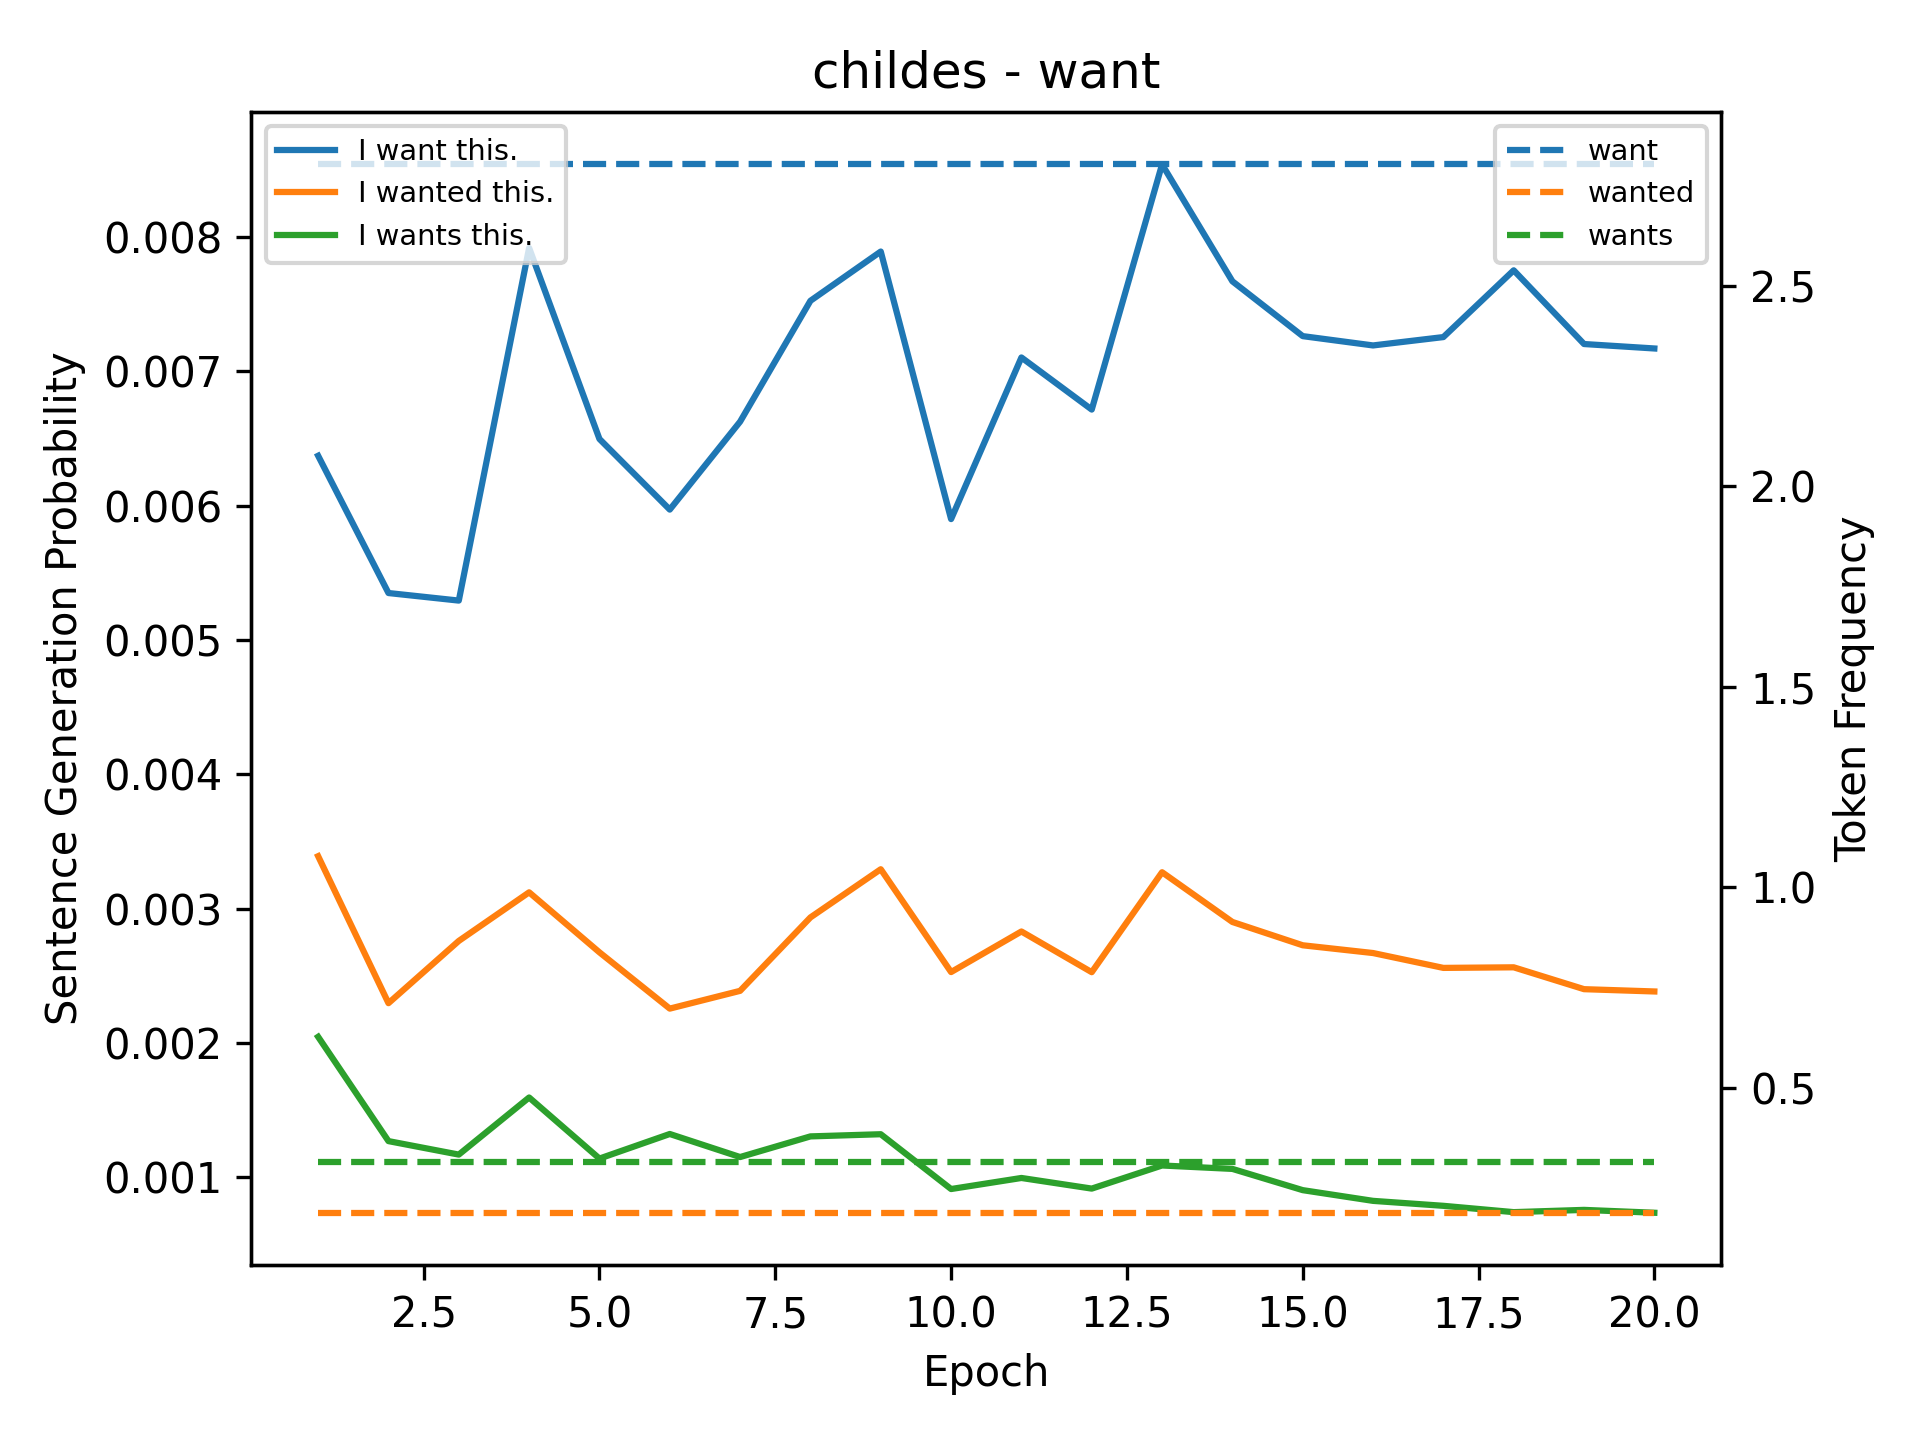 childes - want
I want this.
I wanted this.
I wants this.
want
wanted
wants
Sentence Generation Probability
0.008
0.007
0.006
0.005
0.004
0.003
0.002
0.001
2.5
2.0
1.5
1.0
0.5
Token Frequency
2.5 5.0 7.5 10.0 12.5 15.0 17.5 20.0
Epoch